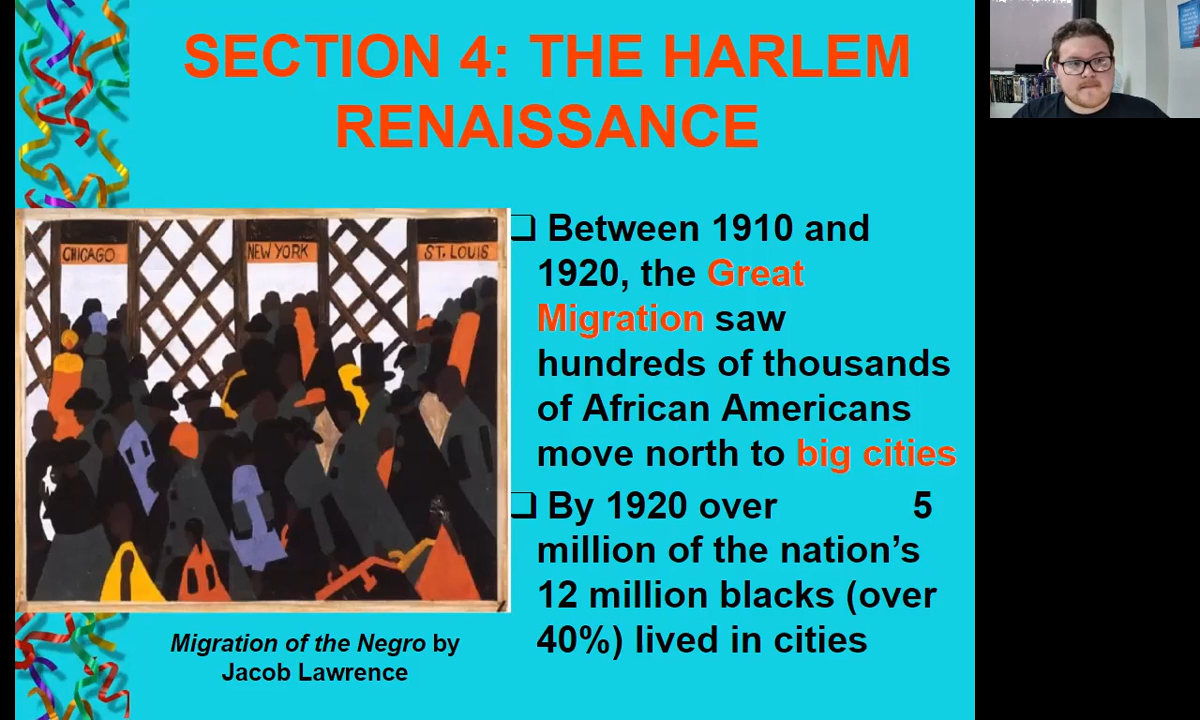 SECTION 4: THE HARLEM
RENAISSANCE
CHICAGO
NEW YORK
ST. LOUIS
❑ Between 1910 and
1920, the Great
Migration saw
hundreds of thousands
of African Americans
move north to big cities
❑ By 1920 over 5
million of the nation’s
12 million blacks (over
40%) lived in cities
Migration of the Negro by
Jacob Lawrence